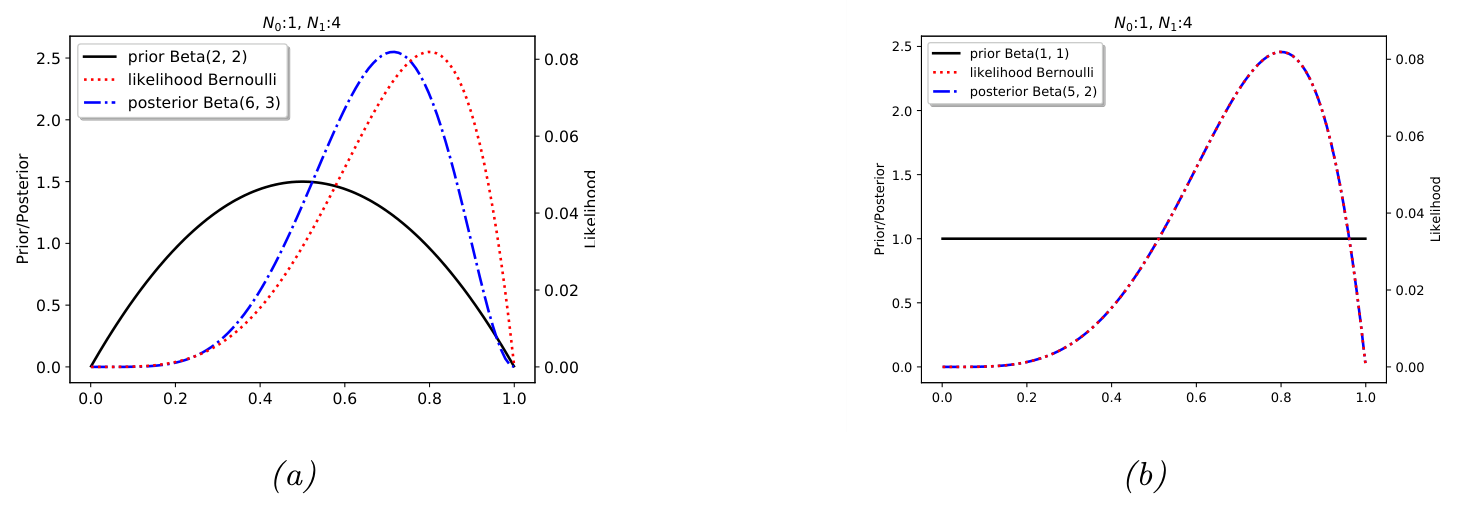 N₀:1, N₁:4
prior Beta(2, 2)
likelihood Bernoulli
posterior Beta(6, 3)
2.5
2.0
1.5
1.0
0.5
0.0
Prior/Posterior
0.08
0.06
0.04
0.02
0.00
Likelihood
0.0 0.2 0.4 0.6 0.8 1.0
(a)
N₀:1, N₁:4
prior Beta(1, 1)
likelihood Bernoulli
posterior Beta(5, 2)
2.5
2.0
1.5
1.0
0.5
0.0
Prior/Posterior
0.08
0.06
0.04
0.02
0.00
Likelihood
0.0 0.2 0.4 0.6 0.8 1.0
(b)